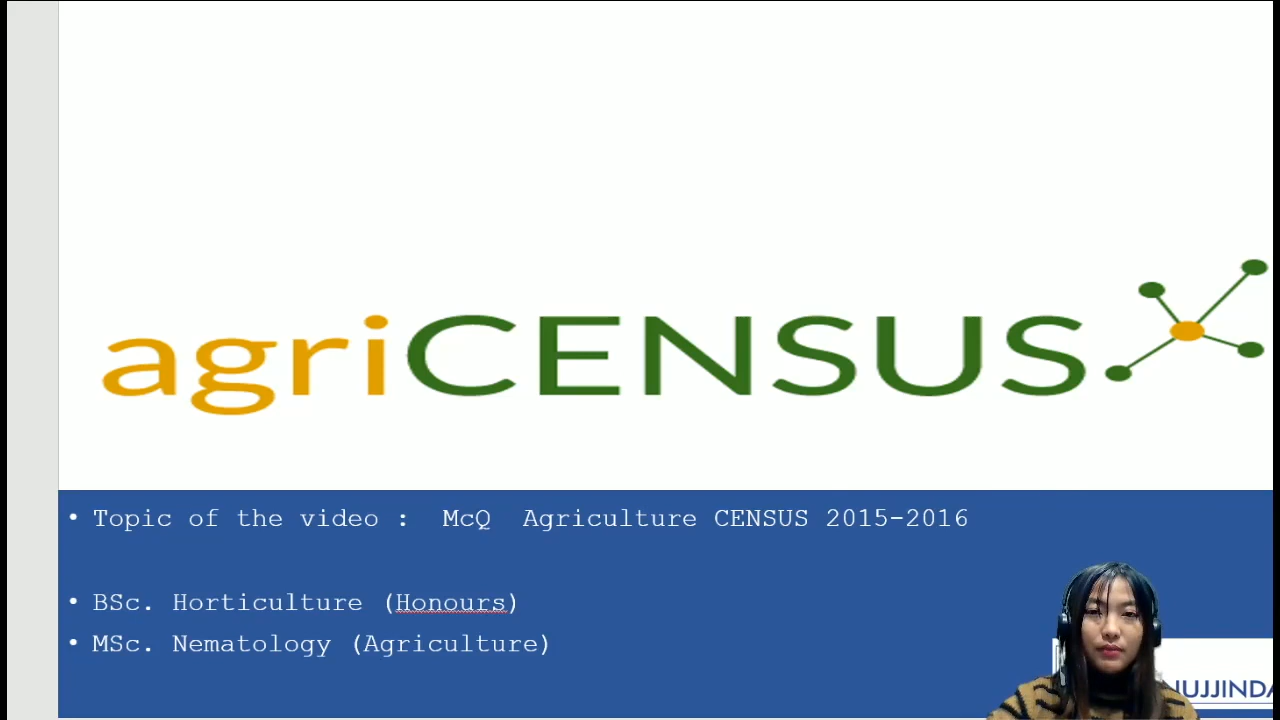 agriCENSUS
• Topic of the video : McQ Agriculture CENSUS 2015-2016
• BSc. Horticulture (Honours)
• MSc. Nematology (Agriculture)